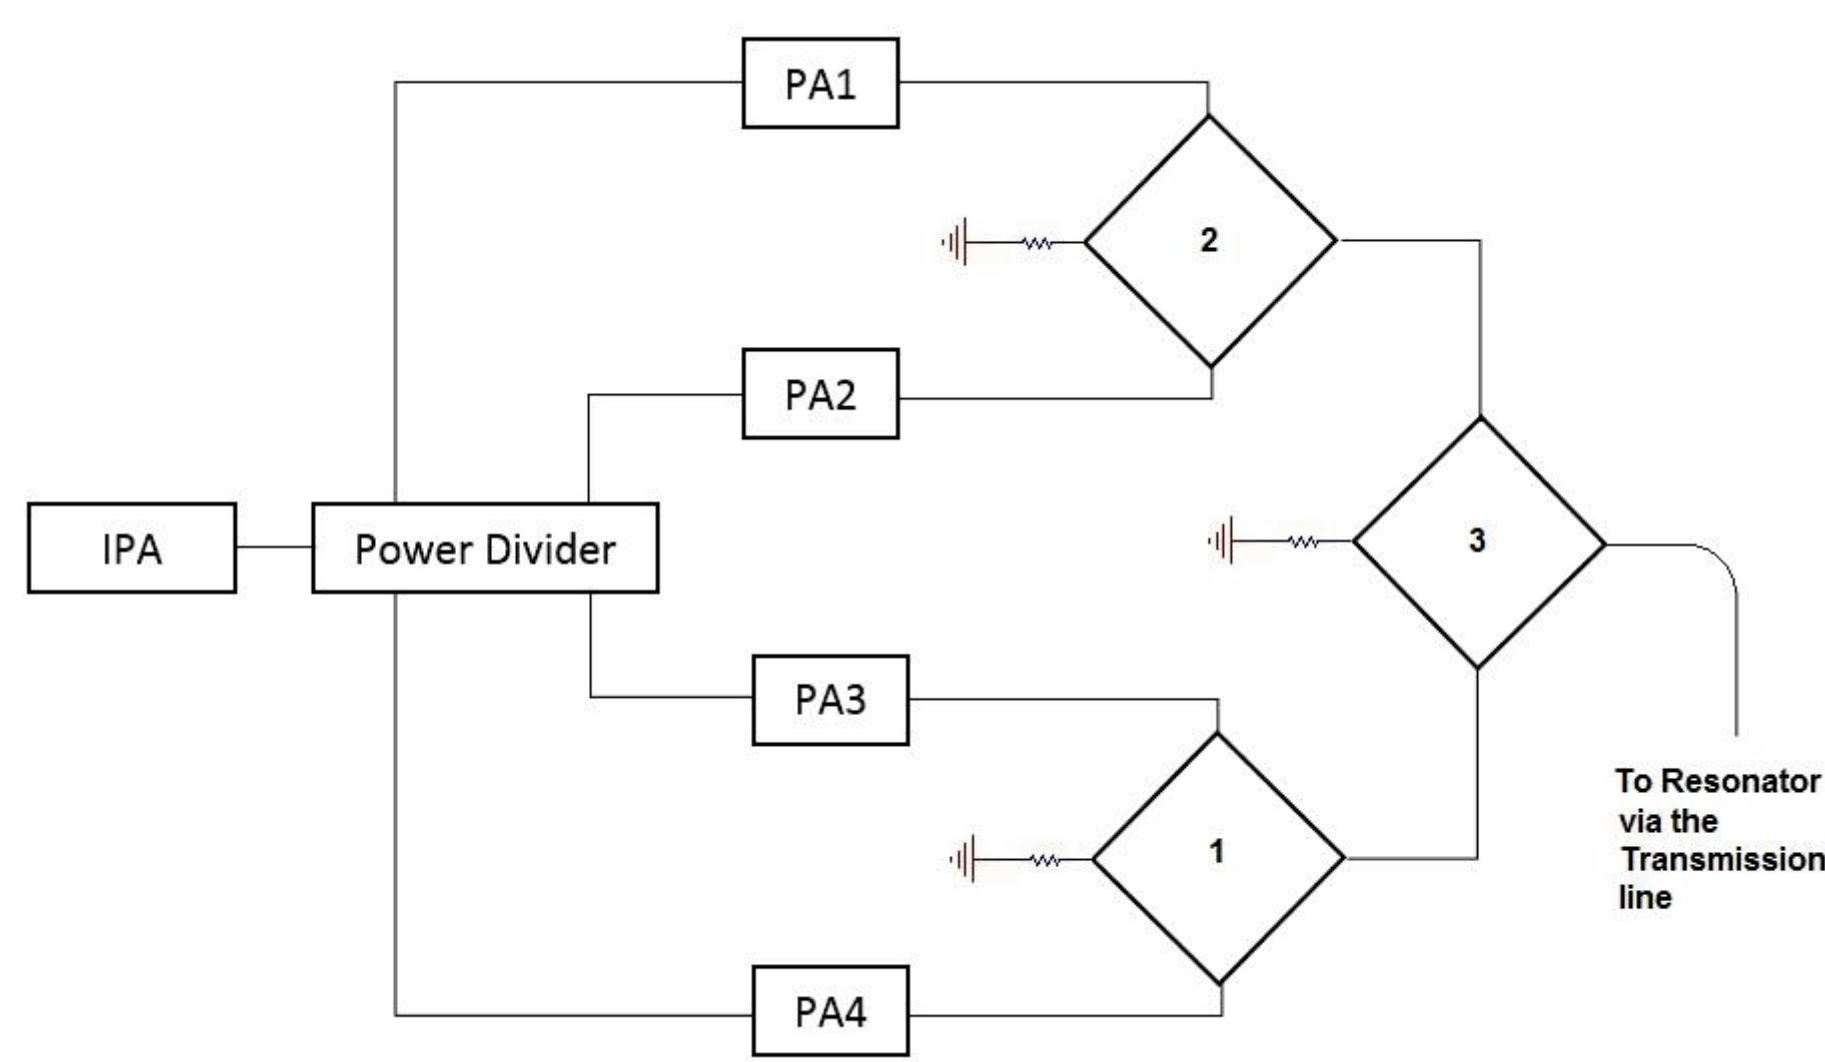 PA1
2
PA2
3
IPA
Power Divider
PA3
To Resonator
via the
Transmission
line
1
PA4